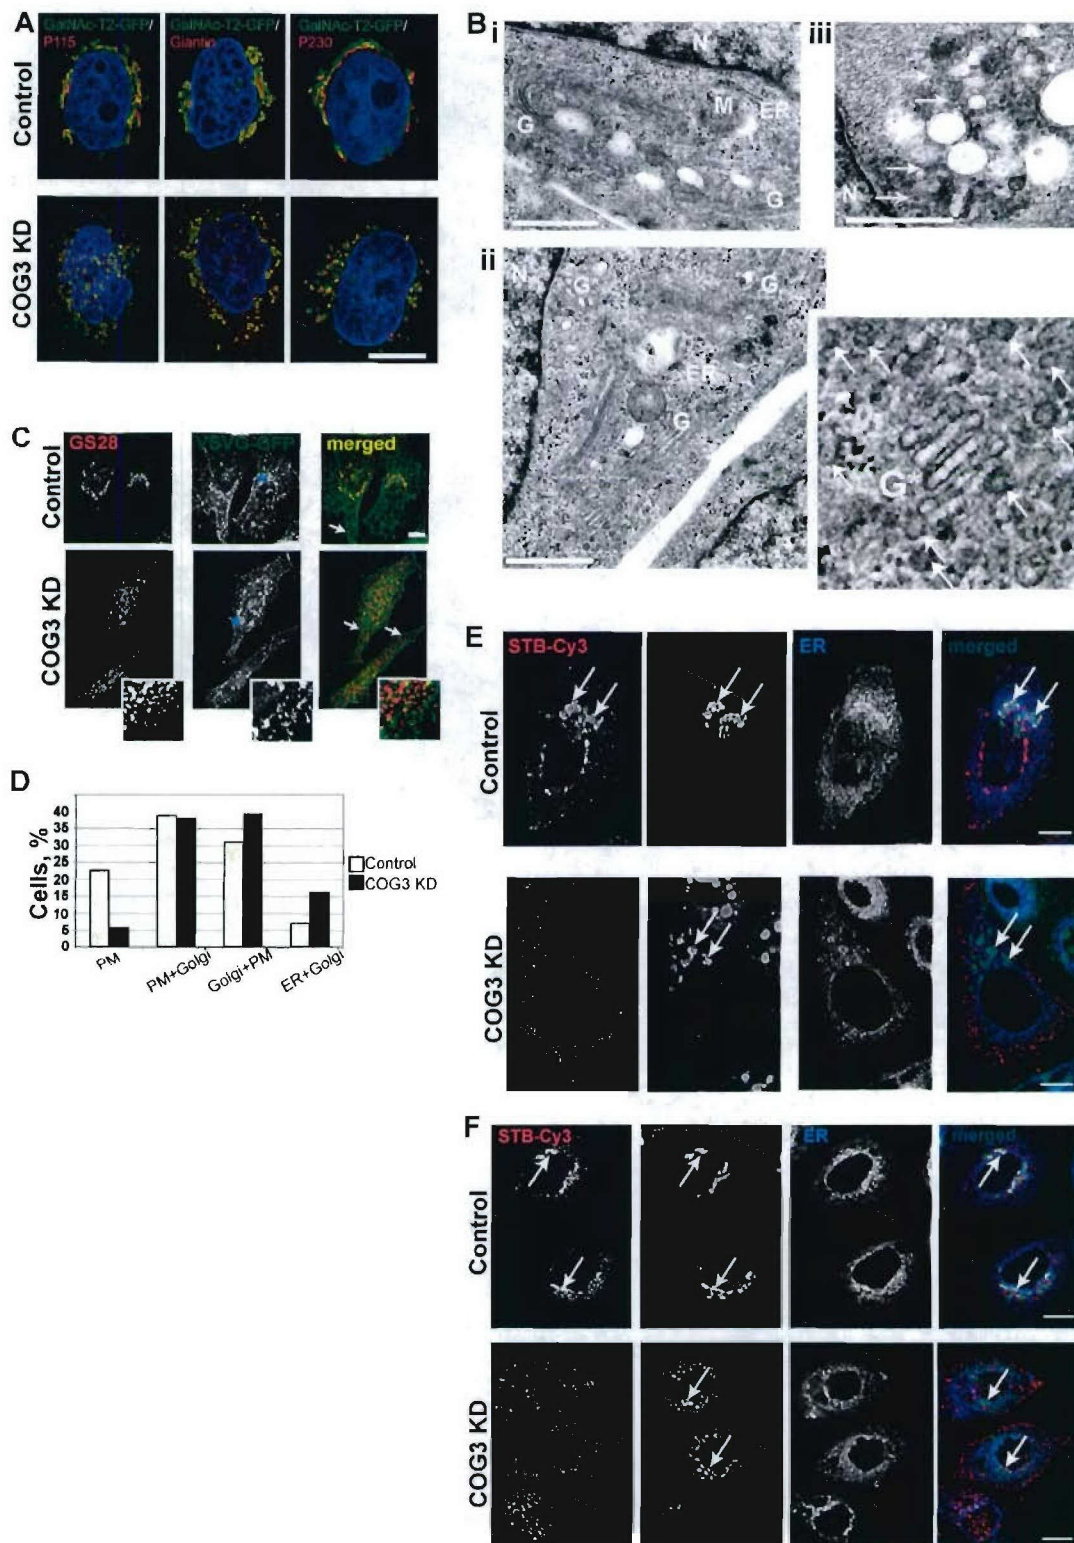 A
GalNAc-T2-GFP/
P115
GalNAc-T2-GFP/
Giantin
GalNAc-T2-GFP/
P230
Control
COG3 KD
B
i
N
M
ER
G
G
iii
N
ii
N
G
G
ER
G
G
C
GS28
VSVG-GFP
merged
Control
COG3 KD
D
Cells, %
40
35
30
25
20
15
10
5
0
PM
PM+Golgi
Golgi+PM
ER+Golgi
Control
COG3 KD
E
STB-Cy3
ER
merged
Control
COG3 KD
F
STB-Cy3
ER
merged
Control
COG3 KD